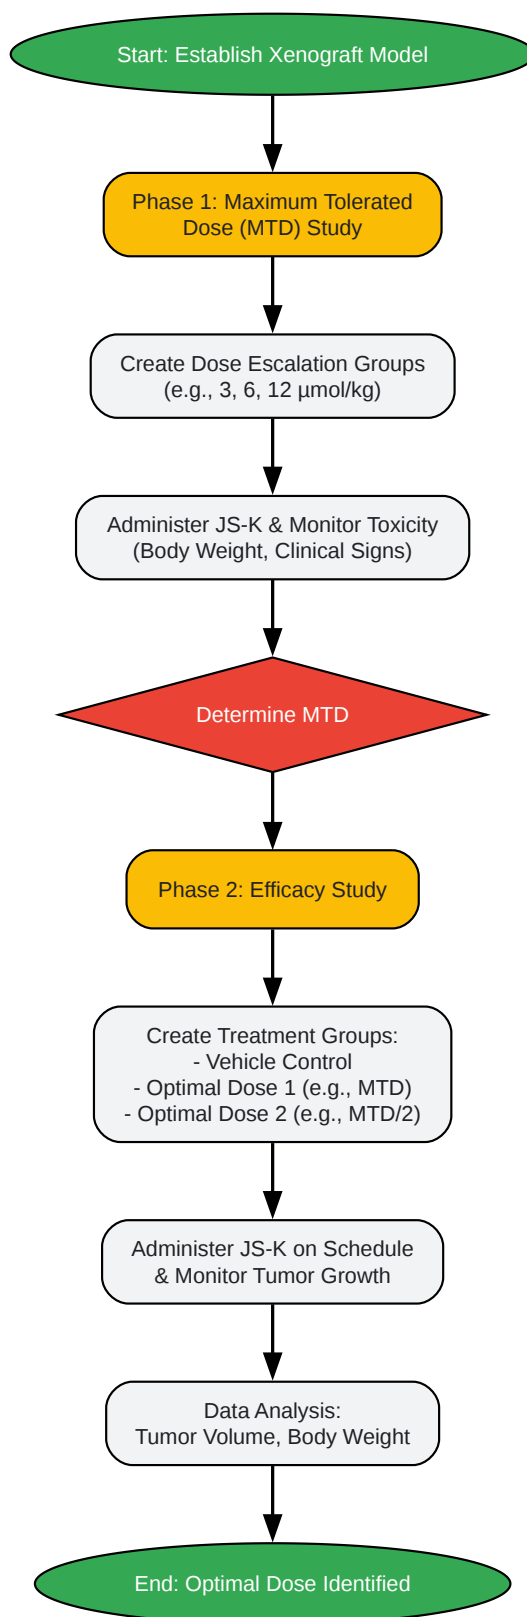 Start: Establish Xenograft Model
Phase 1: Maximum Tolerated
Dose (MTD) Study
Create Dose Escalation Groups
(e.g., 3, 6, 12 µmol/kg)
Administer JS-K & Monitor Toxicity
(Body Weight, Clinical Signs)
Determine MTD
Phase 2: Efficacy Study
Create Treatment Groups:
- Vehicle Control
- Optimal Dose 1 (e.g., MTD)
- Optimal Dose 2 (e.g., MTD/2)
Administer JS-K on Schedule
& Monitor Tumor Growth
Data Analysis:
Tumor Volume, Body Weight
End: Optimal Dose Identified